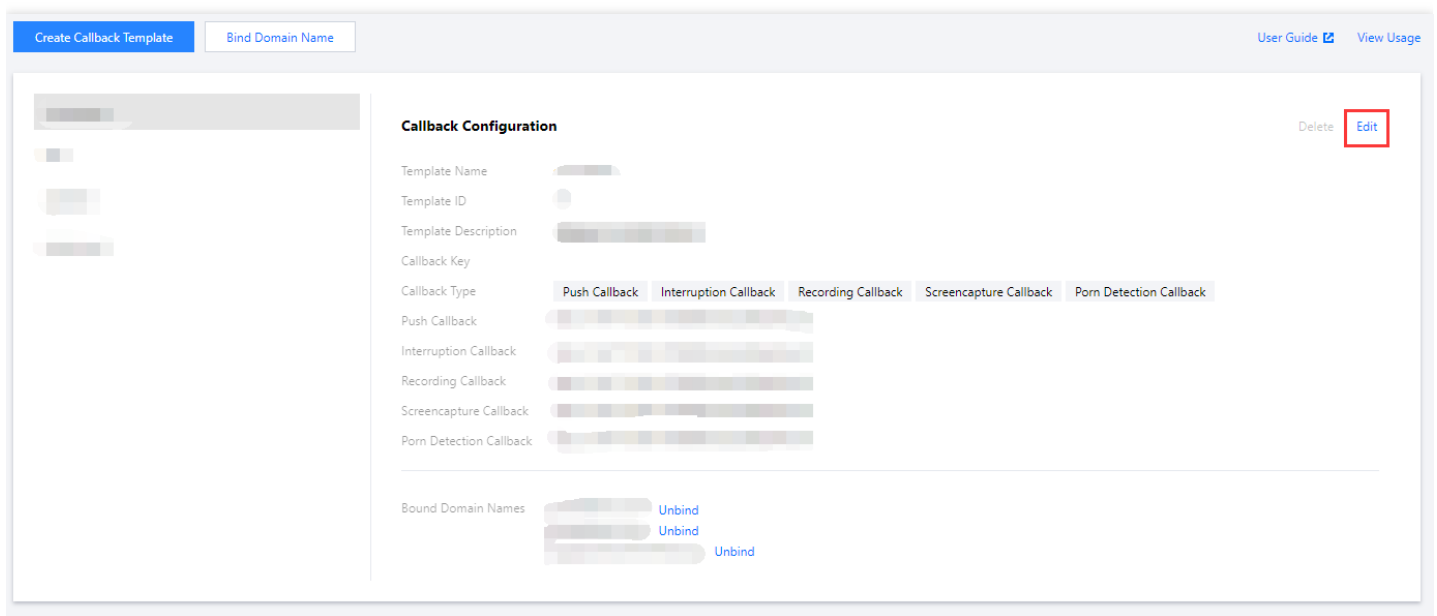 Create Callback Template Bind Domain Name User Guide View Usage
Callback Configuration Delete Edit
Template Name
Template ID
Template Description
Callback Key
Callback Type Push Callback Interruption Callback Recording Callback Screencapture Callback Porn Detection Callback
Push Callback
Interruption Callback
Recording Callback
Screencapture Callback
Porn Detection Callback
Bound Domain Names Unbind
Unbind
Unbind